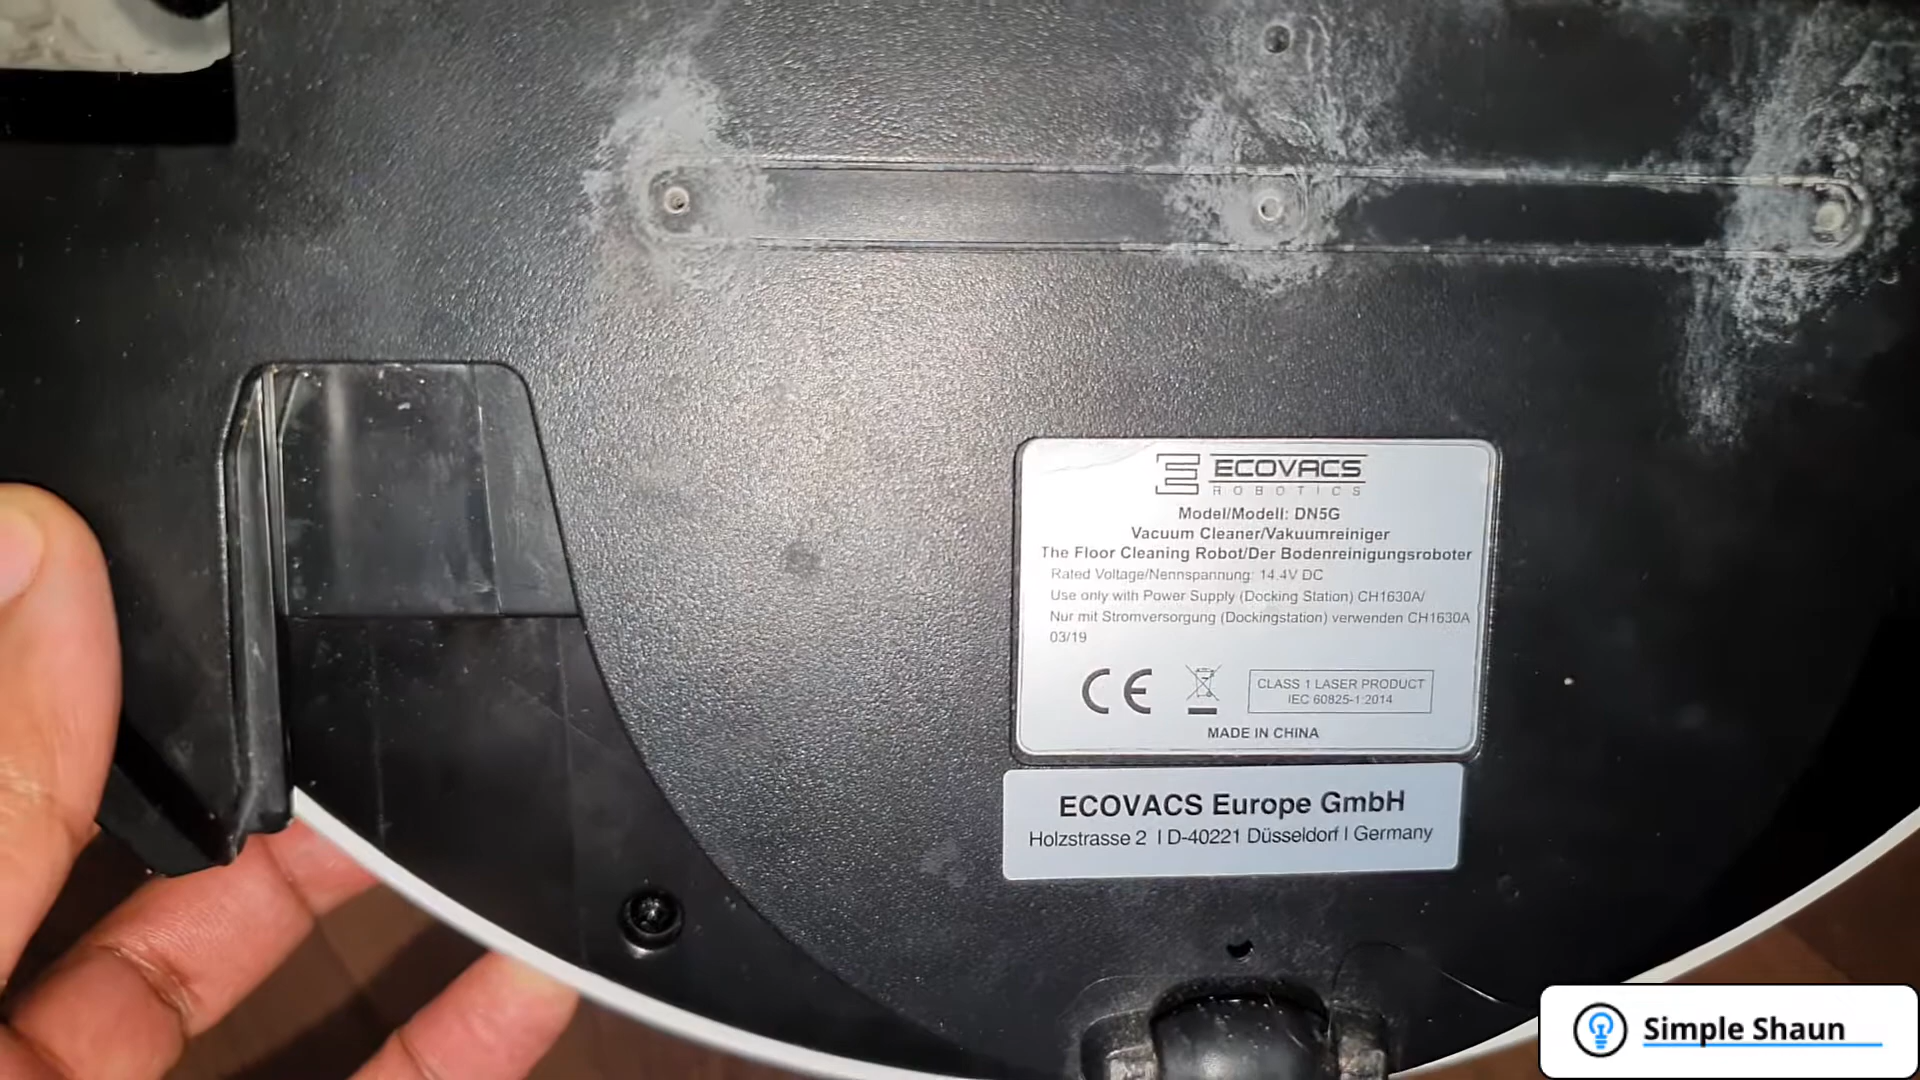 ECOVACS
ROBOTICS
Model/Modell: DN5G
Vacuum Cleaner/Vakuumreiniger
The Floor Cleaning Robot/Der Bodenreinigungsroboter
Rated Voltage/Nennspannung: 14.4V DC
Use only with Power Supply (Docking Station) CH1630A/
Nur mit Stromversorgung (Dockingstation) verwenden CH1630A
03/19
CE
CLASS 1 LASER PRODUCT
IEC 60825-1:2014
MADE IN CHINA
ECOVACS Europe GmbH
Holzstrasse 2 I D-40221 Düsseldorf I Germany
Simple Shaun